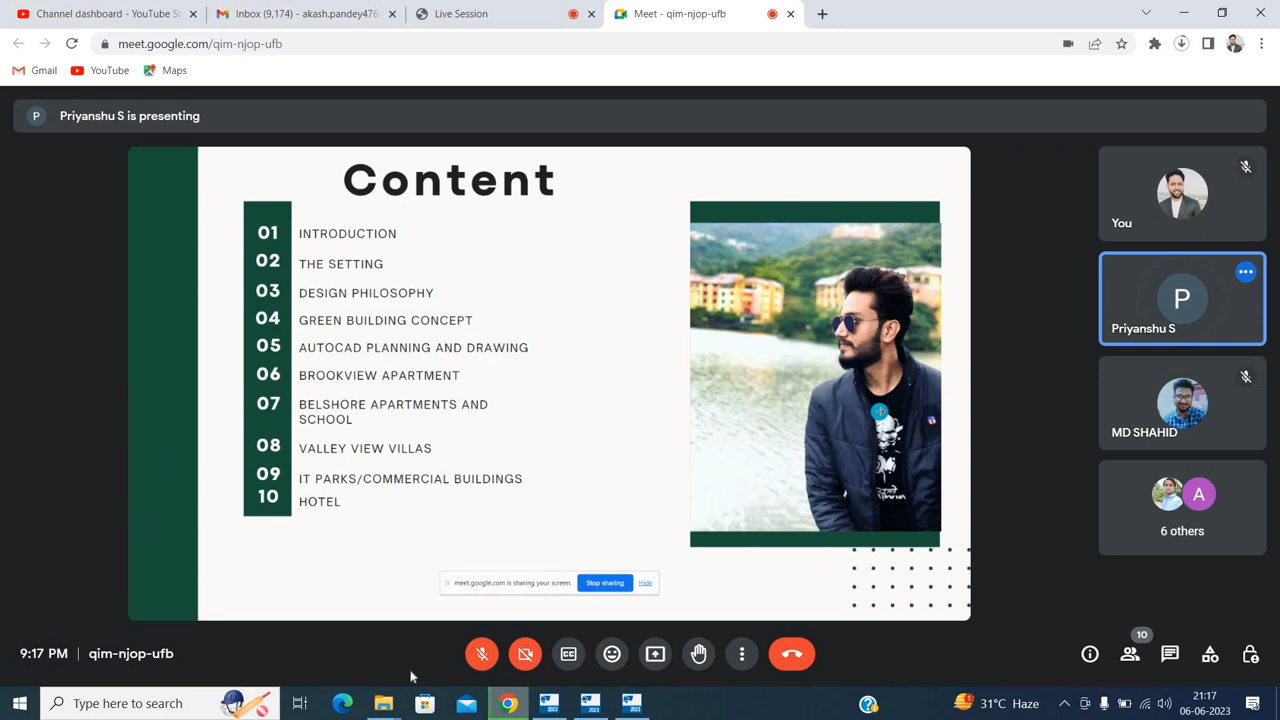 Channel dashboard - YouTube St
Inbox (9,174) - akash.pandey476
Live Session
Meet - qim-njop-ufb
meet.google.com/qim-njop-ufb
Gmail
YouTube
Maps
P
Priyanshu S is presenting
Content
01 INTRODUCTION
02 THE SETTING
03 DESIGN PHILOSOPHY
04 GREEN BUILDING CONCEPT
05 AUTOCAD PLANNING AND DRAWING
06 BROOKVIEW APARTMENT
07 BELSHORE APARTMENTS AND
SCHOOL
08 VALLEY VIEW VILLAS
09 IT PARKS/COMMERCIAL BUILDINGS
10 HOTEL
meet.google.com is sharing your screen. Stop sharing Hide
You
P
Priyanshu S
MD SHAHID
A
6 others
9:17 PM | qim-njop-ufb
10
Type here to search
2023
2023
2023
1
31°C Haze
21:17
06-06-2023